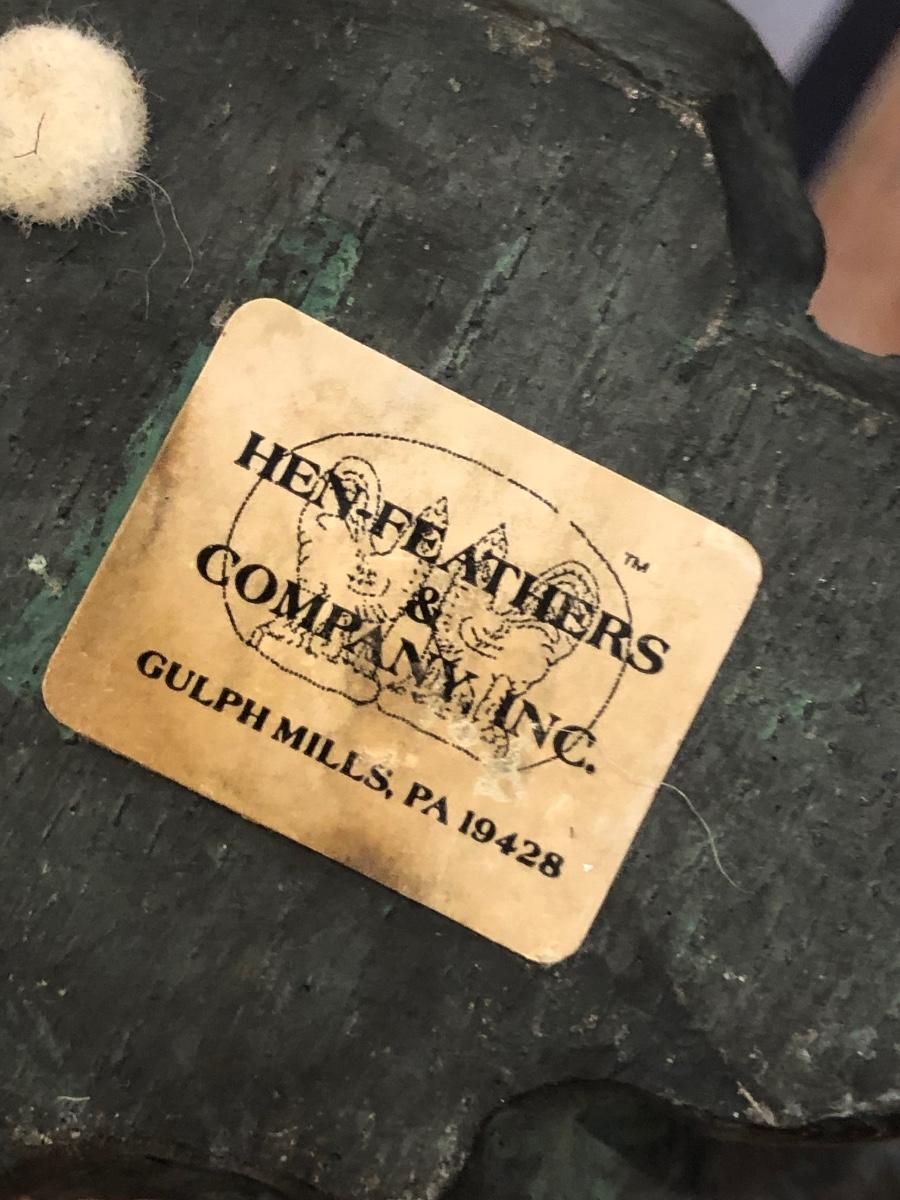 HEN-FEATHERS
&
COMPANY, INC.
TM
GULPH MILLS, PA 19428